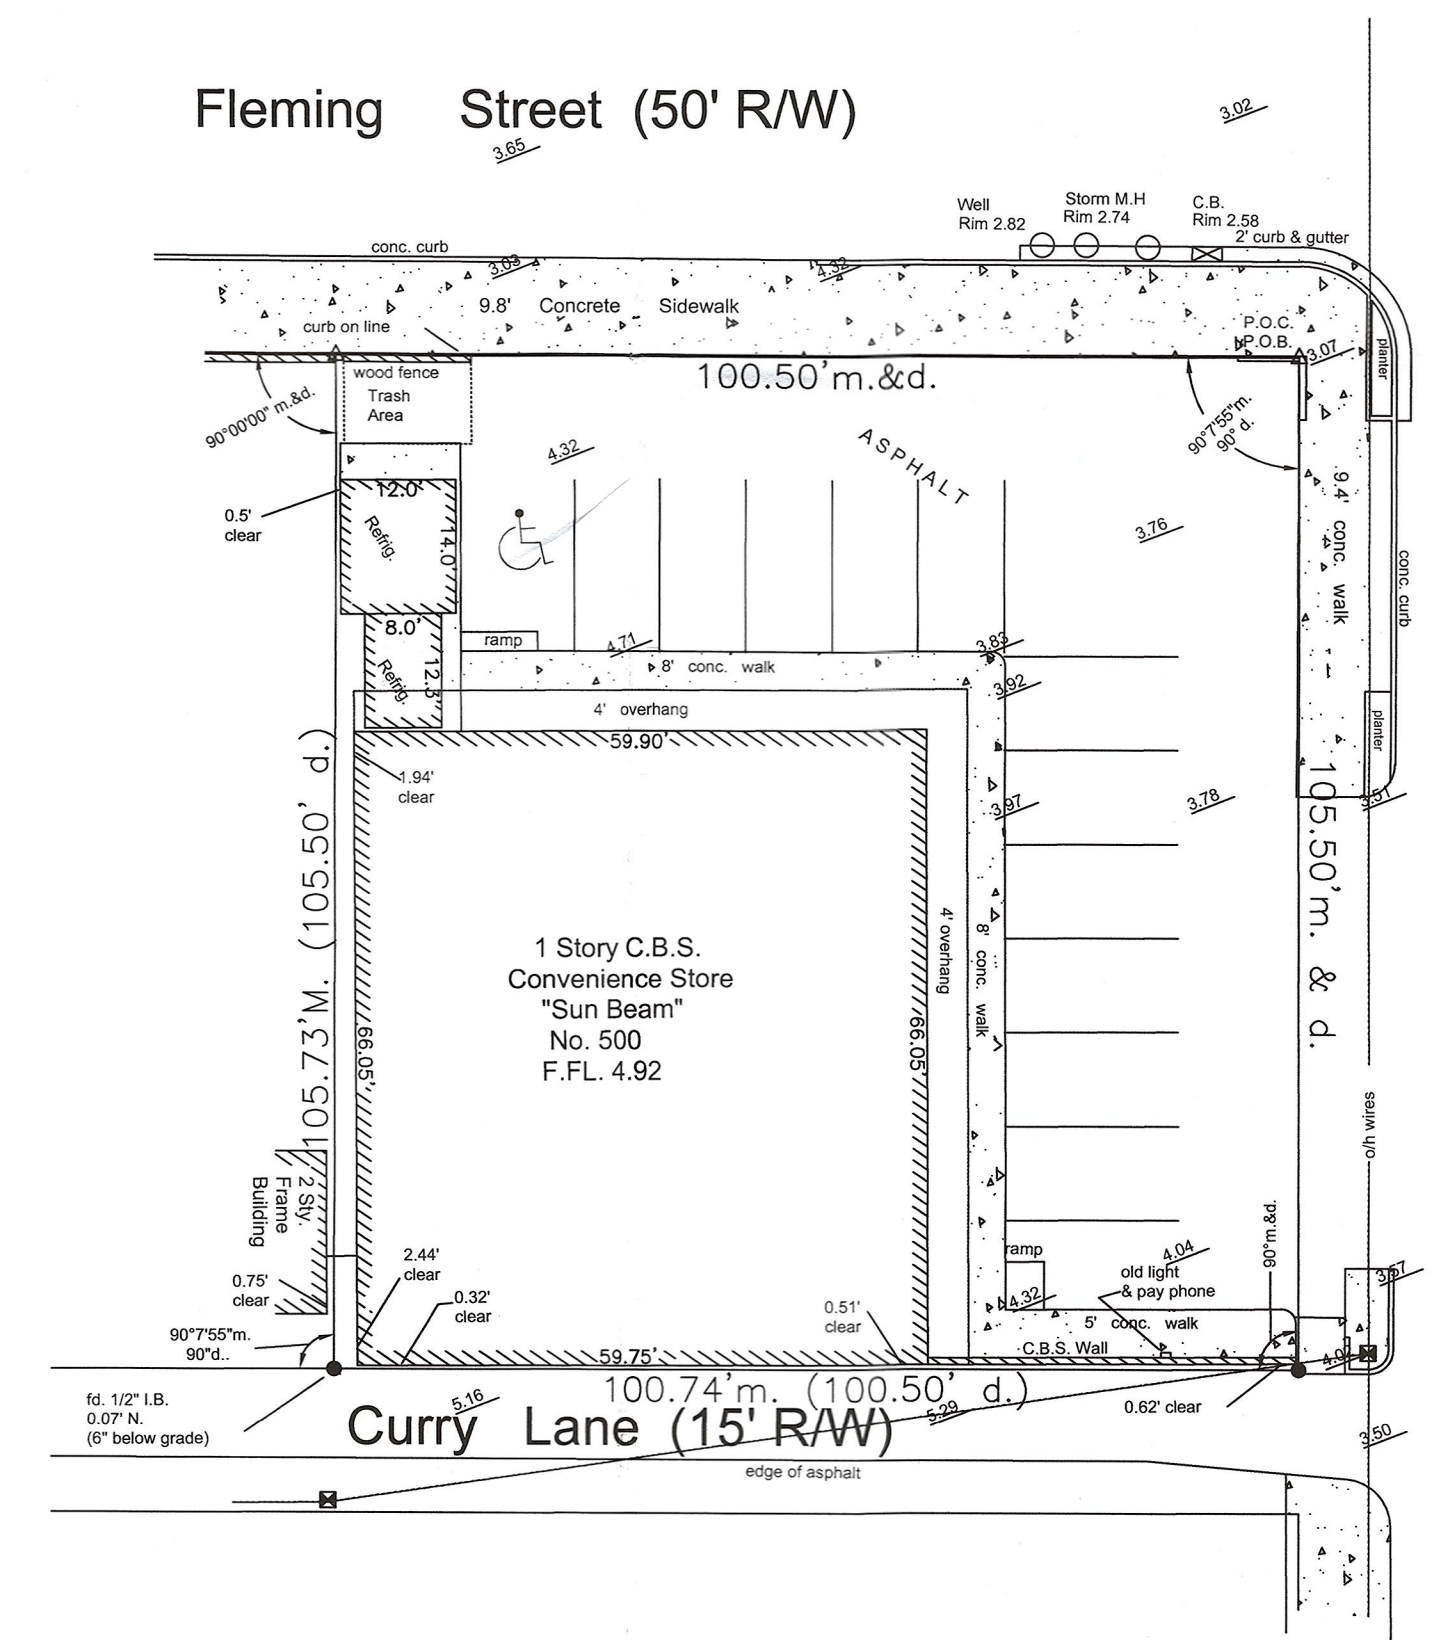 Fleming Street (50' R/W)
3.02
3.65
Well
Rim 2.82
Storm M.H
Rim 2.74
C.B.
Rim 2.58
2' curb & gutter
conc. curb
3.03
4.32
9.8' Concrete Sidewalk
curb on line
P.O.C.
P.O.B.
3.07
planter
wood fence
Trash
Area
100.50'm.&d.
90°00'00" m.&d.
90°7'55"m.
90° d.
4.32
ASPHALT
12.0'
0.5'
clear
Refrig.
14.0'
3.76
9.4' conc. walk
conc. curb
8.0'
ramp
4.71
3.83
8' conc. walk
Refrig.
12.3'
3.92
4' overhang
planter
59.90'
1.94'
clear
3.97
3.78
3.51
105.73'M. (105.50' d.)
105.50'm. & d.
1 Story C.B.S.
Convenience Store
"Sun Beam"
No. 500
F.FL. 4.92
4' overhang
8' conc. walk
66.05'
66.05'
o/h wires
2 Sty.
Frame
Building
0.75'
clear
2.44'
clear
0.32'
clear
0.51'
clear
ramp
4.04
old light
& pay phone
90°m.&d.
3.57
4.32
5' conc. walk
C.B.S. Wall
90°7'55"m.
90"d..
59.75'
100.74'm. (100.50' d.)
0.62' clear
fd. 1/2" I.B.
0.07' N.
(6" below grade)
5.16
5.29
Curry Lane (15' R/W)
3.50
edge of asphalt